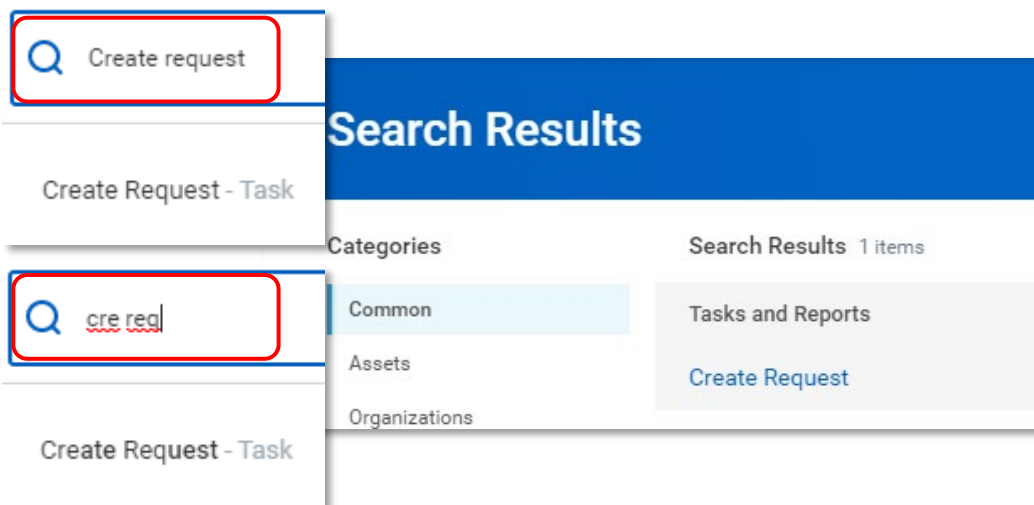 Create request
Create Request - Task
cre req
Create Request - Task
Search Results
Categories
Common
Assets
Organizations
Search Results 1 items
Tasks and Reports
Create Request